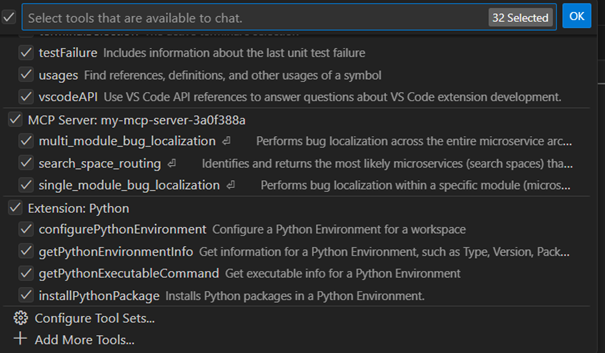 Select tools that are available to chat. 32 Selected OK
testFailure Includes information about the last unit test failure
usages Find references, definitions, and other usages of a symbol
vscodeAPI Use VS Code API references to answer questions about VS Code extension development.
MCP Server: my-mcp-server-3a0f388a
multi_module_bug_localization Performs bug localization across the entire microservice arc...
search_space_routing Identifies and returns the most likely microservices (search spaces) tha...
single_module_bug_localization Performs bug localization within a specific module (micros...
Extension: Python
configurePythonEnvironment Configure a Python Environment for a workspace
getPythonEnvironmentInfo Get information for a Python Environment, such as Type, Version, Pack...
getPythonExecutableCommand Get executable info for a Python Environment
installPythonPackage Installs Python packages in a Python Environment.
Configure Tool Sets...
Add More Tools...